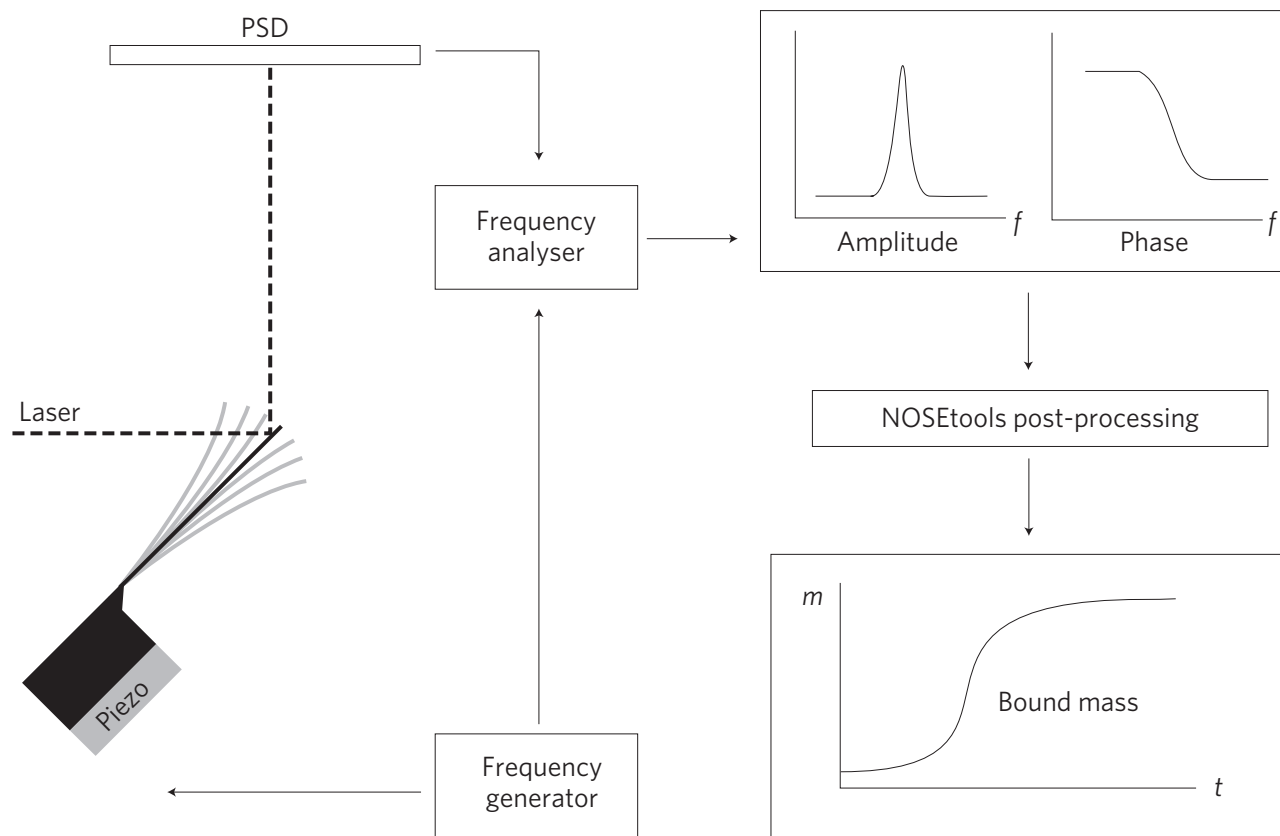 PSD
Frequency
analyser
f
Amplitude
f
Phase
Laser
NOSEtools post-processing
Piezo
m
Bound mass
t
Frequency
generator